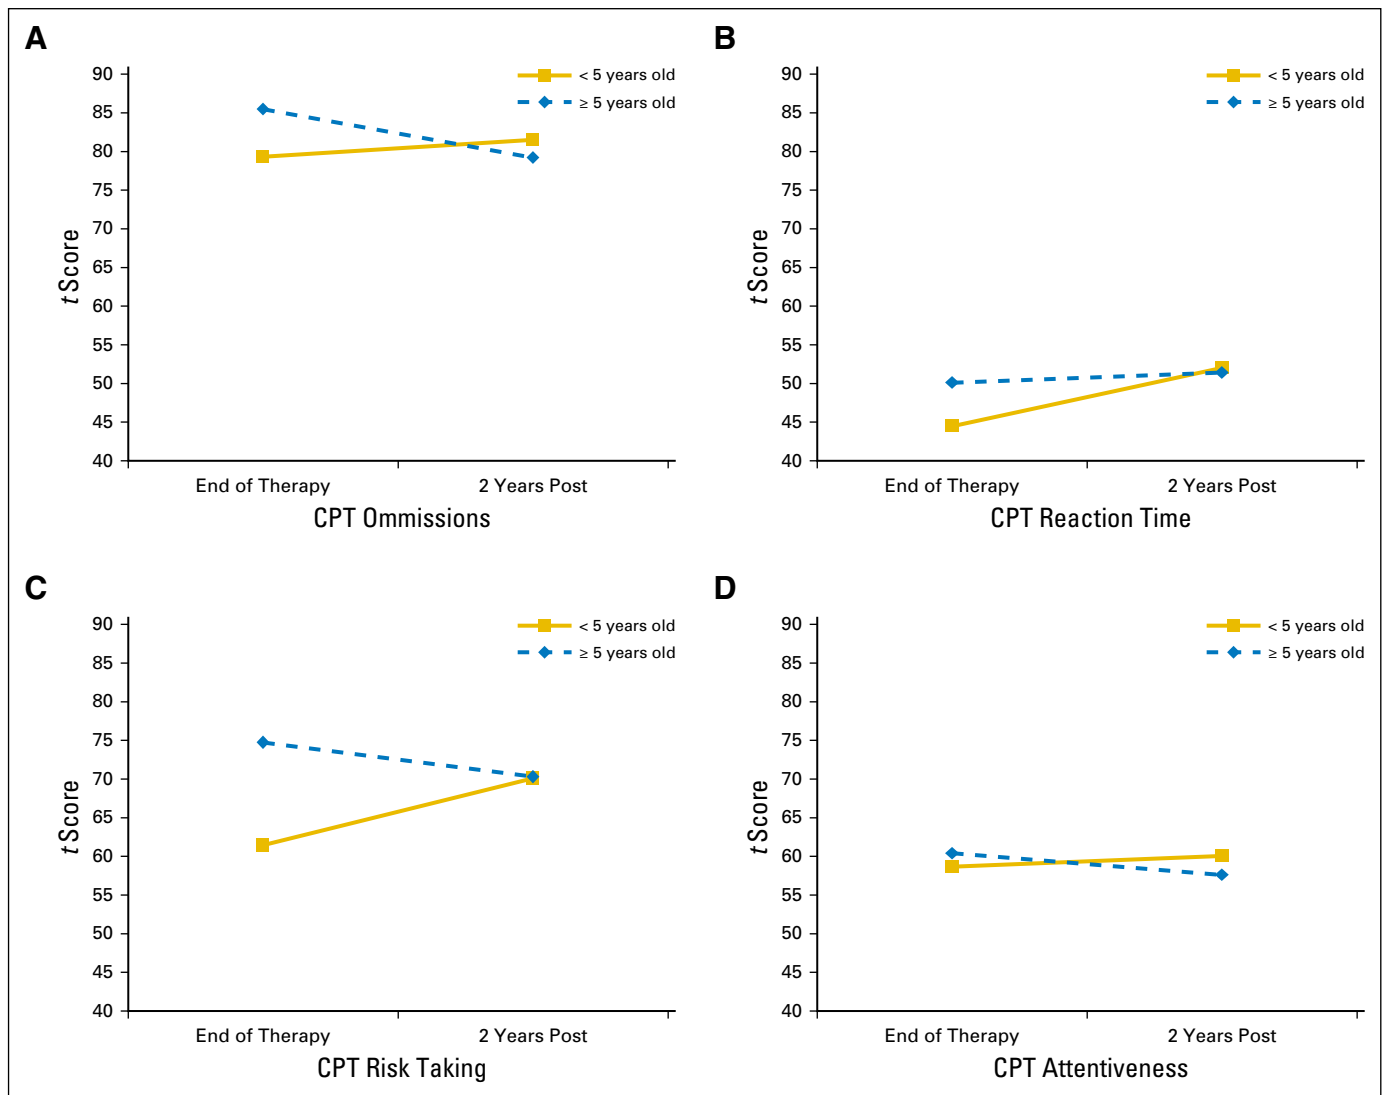 A
90
85
80
75
70
65
60
55
50
45
40
t Score
< 5 years old
≥ 5 years old
End of Therapy
2 Years Post
CPT Ommissions
B
90
85
80
75
70
65
60
55
50
45
40
t Score
< 5 years old
≥ 5 years old
End of Therapy
2 Years Post
CPT Reaction Time
C
90
85
80
75
70
65
60
55
50
45
40
t Score
< 5 years old
≥ 5 years old
End of Therapy
2 Years Post
CPT Risk Taking
D
90
85
80
75
70
65
60
55
50
45
40
t Score
< 5 years old
≥ 5 years old
End of Therapy
2 Years Post
CPT Attentiveness